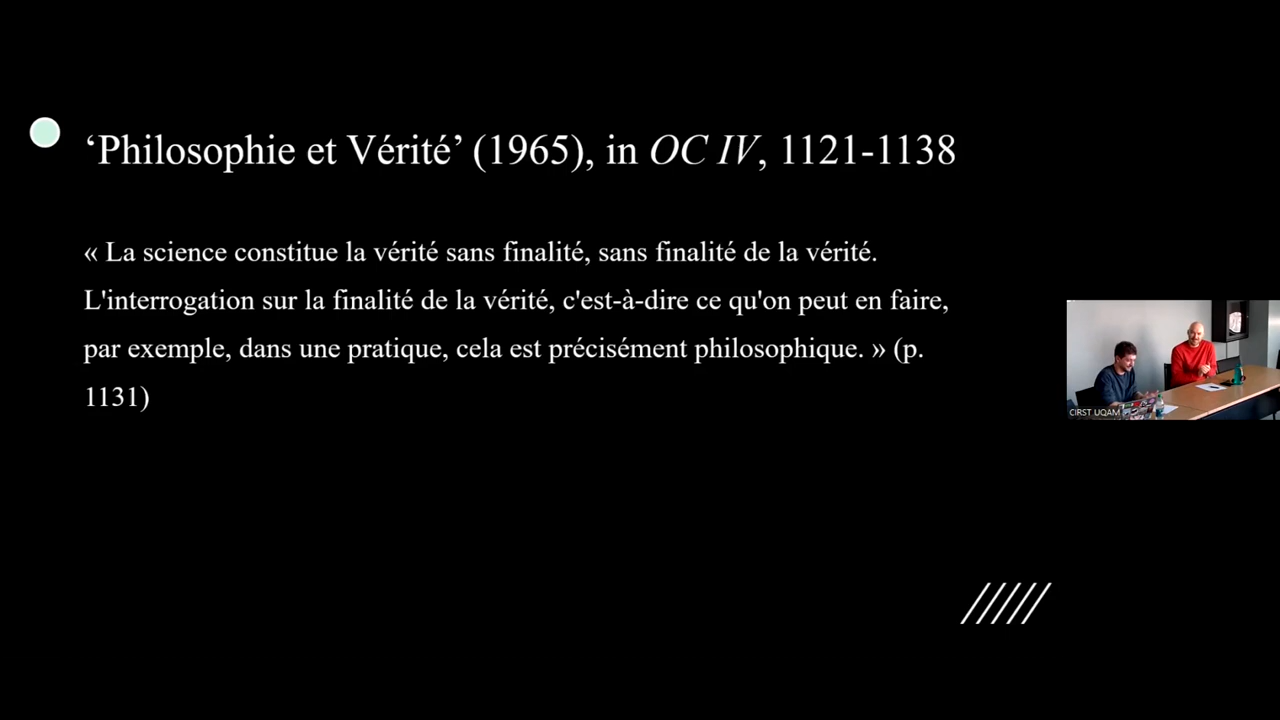 ‘Philosophie et Vérité’ (1965), in OC IV, 1121-1138
« La science constitue la vérité sans finalité, sans finalité de la vérité.
L'interrogation sur la finalité de la vérité, c'est-à-dire ce qu'on peut en faire,
par exemple, dans une pratique, cela est précisément philosophique. » (p.
1131)
CIRST UQAM